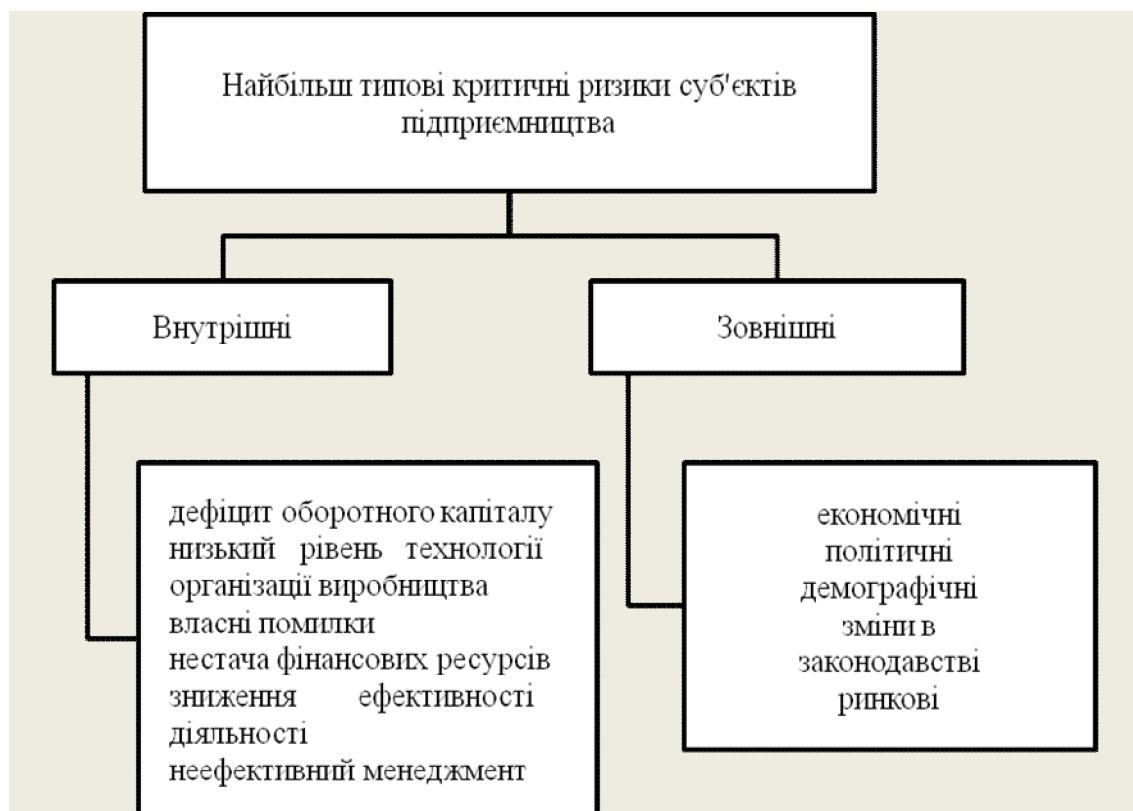 Найбільш типові критичні ризики суб'єктів
підприємництва
Внутрішні
Зовнішні
дефіцит оборотного капіталу
низький рівень технології
організації виробництва
власні помилки
нестача фінансових ресурсів
зниження ефективності
діяльності
неефективний менеджмент
економічні
політичні
демографічні
зміни в
законодавстві
ринкові